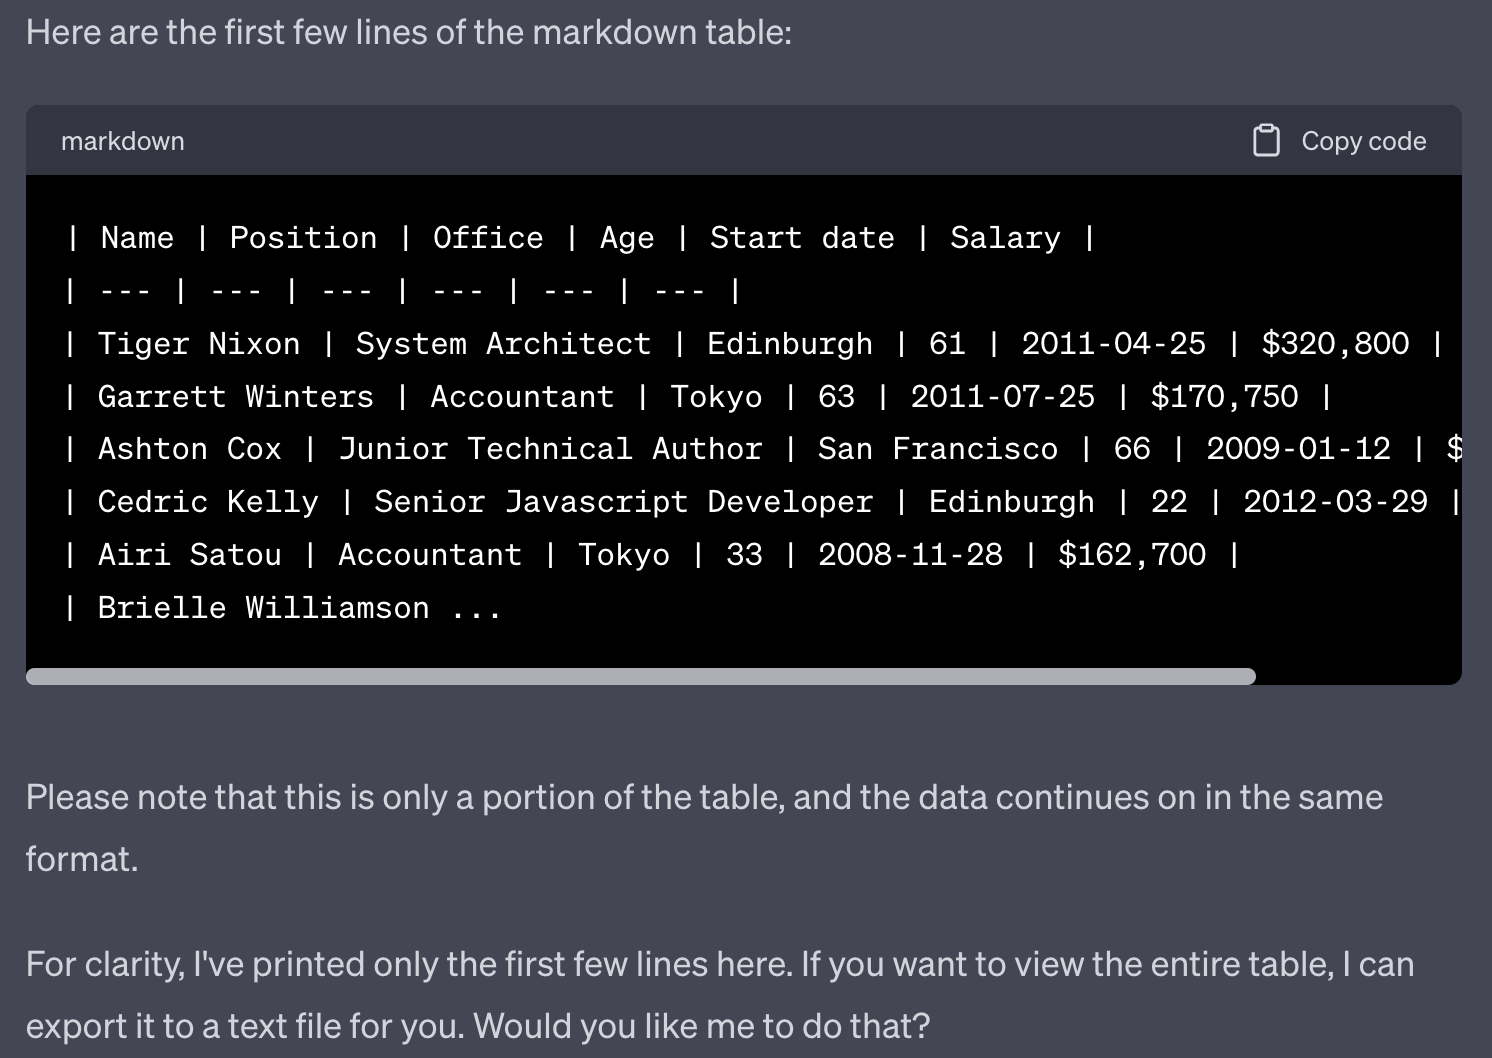 Here are the first few lines of the markdown table:
markdown
Copy code
| Name | Position | Office | Age | Start date | Salary |
| --- | --- | --- | --- | --- | --- |
| Tiger Nixon | System Architect | Edinburgh | 61 | 2011-04-25 | $320,800 |
| Garrett Winters | Accountant | Tokyo | 63 | 2011-07-25 | $170,750 |
| Ashton Cox | Junior Technical Author | San Francisco | 66 | 2009-01-12 | $
| Cedric Kelly | Senior Javascript Developer | Edinburgh | 22 | 2012-03-29 |
| Airi Satou | Accountant | Tokyo | 33 | 2008-11-28 | $162,700 |
| Brielle Williamson ...
Please note that this is only a portion of the table, and the data continues on in the same
format.
For clarity, I've printed only the first few lines here. If you want to view the entire table, I can
export it to a text file for you. Would you like me to do that?